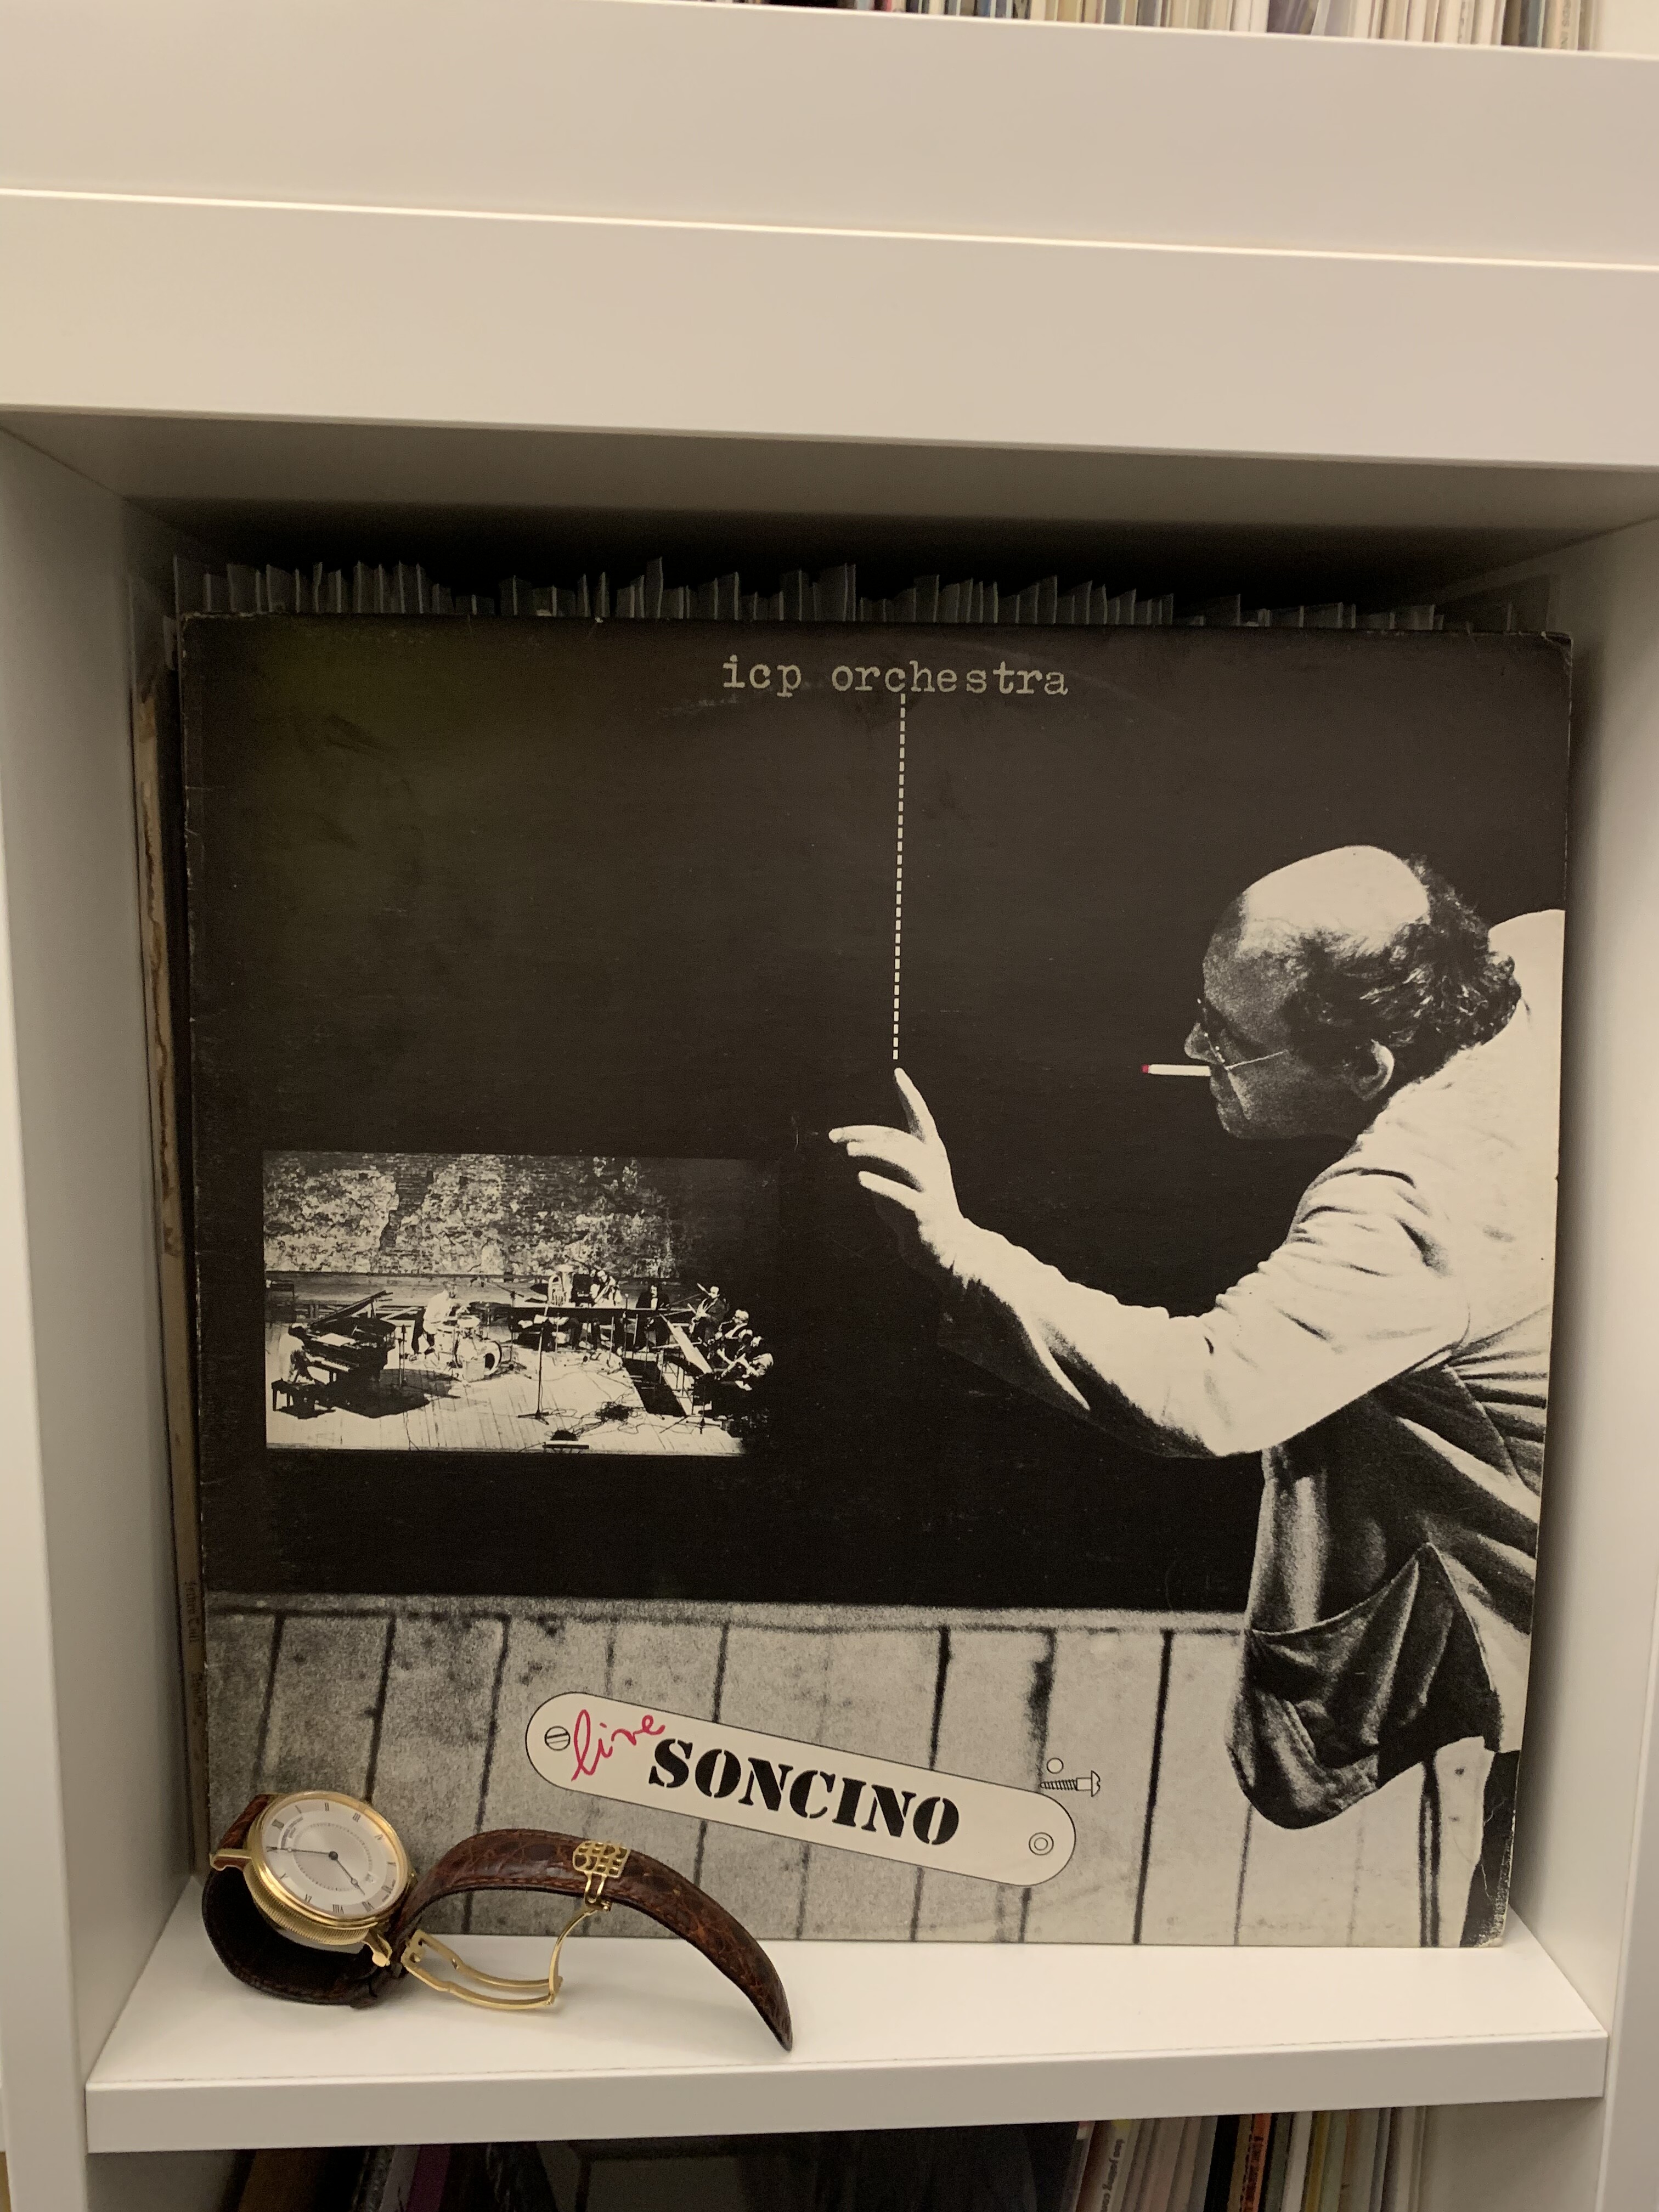 icp orchestra
live
SONCINO